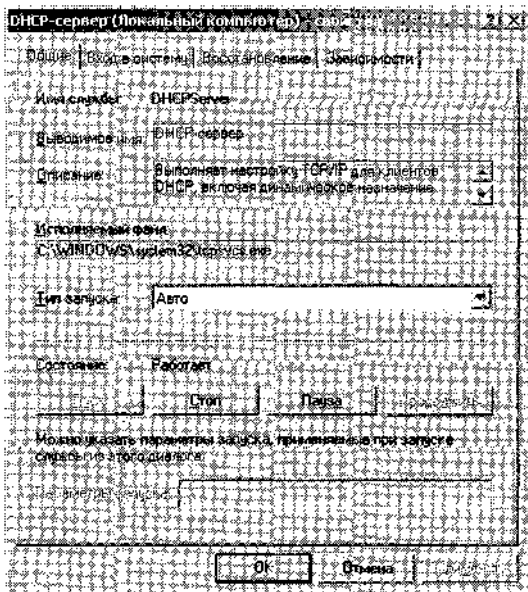 DHCP-сервер (Локальный компьютер) - свойства
Общие Вход в систему Восстановление Зависимости
Имя службы: DHCPServer
Выводимое имя: DHCP-сервер
Описание: Выполняет настройку TCP/IP для клиентов
DHCP, включая динамическое назначение
Исполняемый файл
C:\WINDOWS\system32\tcpsvcs.exe
Тип запуска: Авто
Состояние: Работает
Стоп Пауза
Можно указать параметры запуска, применяемые при запуске
службы из этого диалога.
Параметры запуска:
ОК Отмена